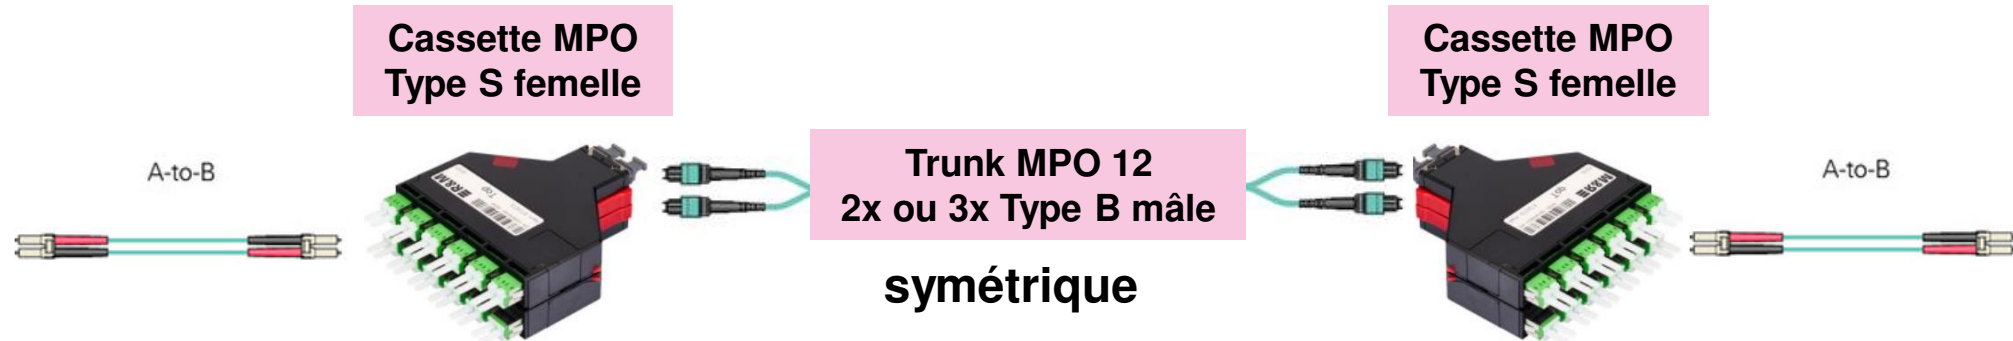 Cassette MPO
Type S femelle
Cassette MPO
Type S femelle
A-to-B
Trunk MPO 12
2x ou 3x Type B mâle
A-to-B
R&M
R&M
symétrique